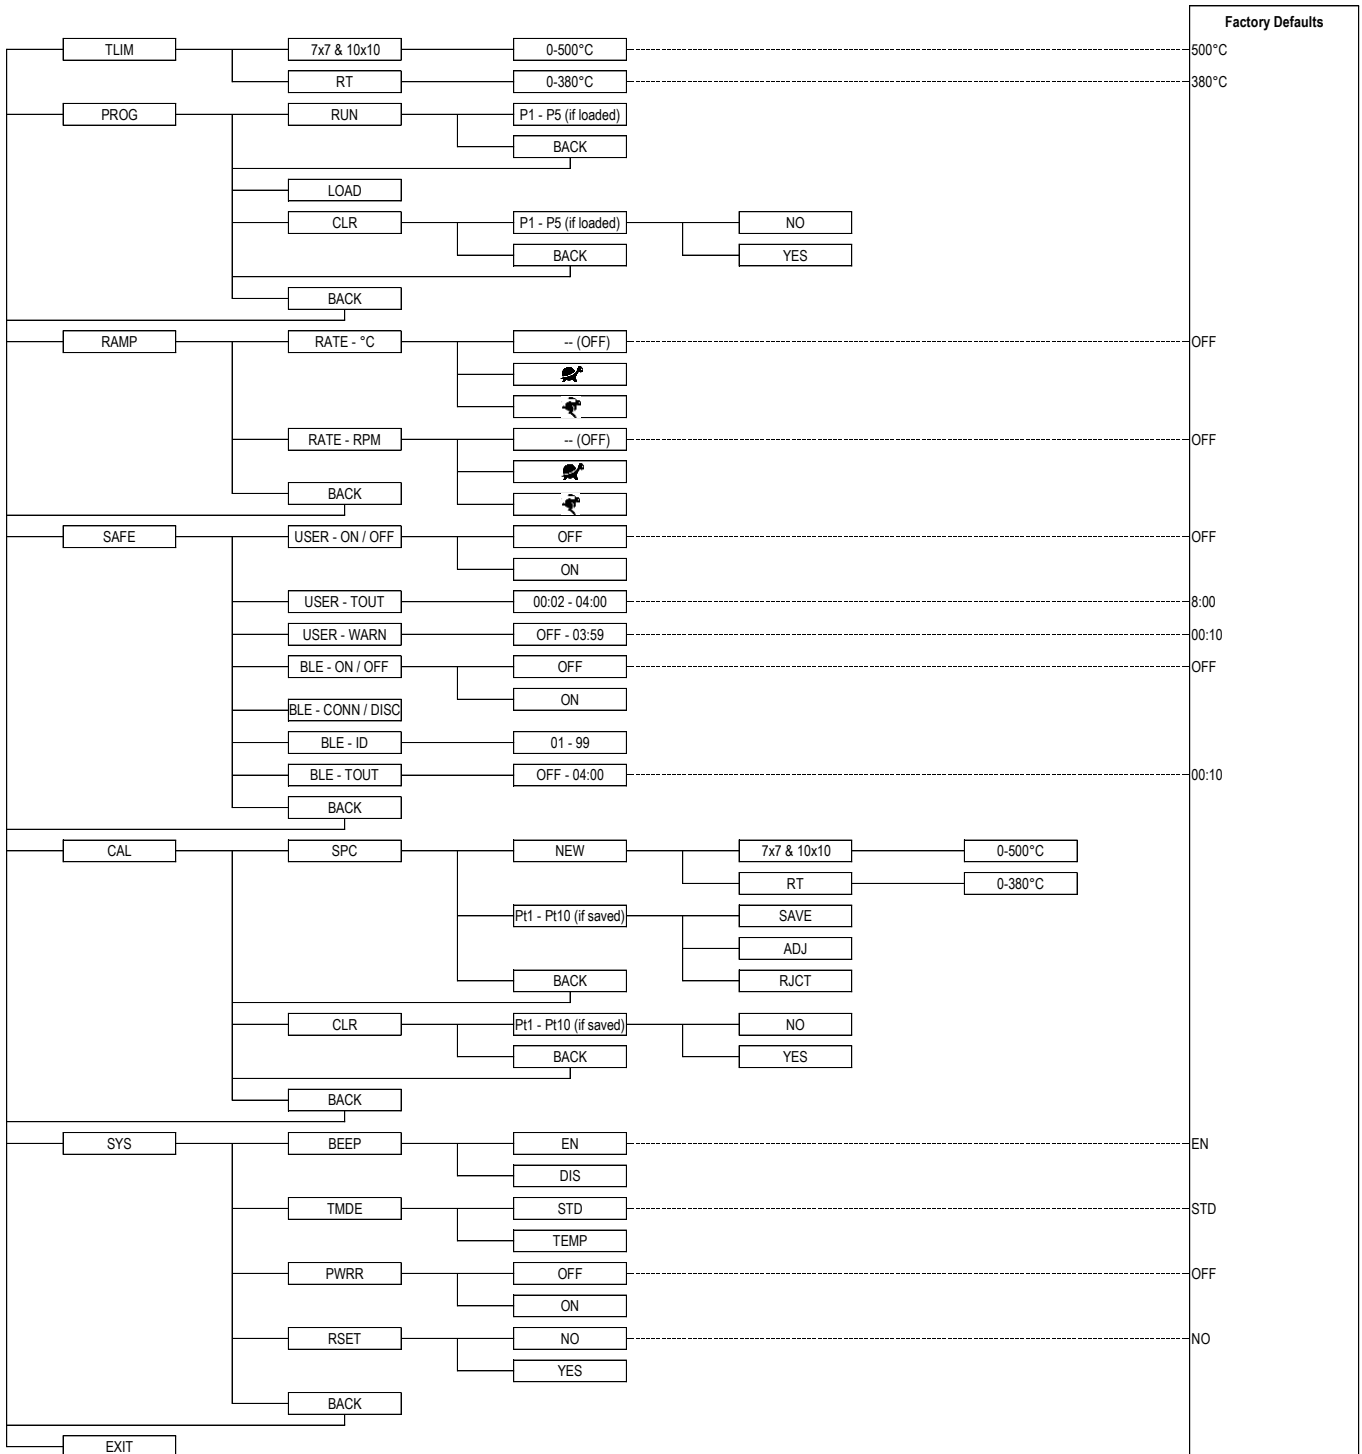 Factory Defaults
TLIM 7x7 & 10x10 0-500°C 500°C
RT 0-380°C 380°C
PROG RUN P1 - P5 (if loaded)
BACK
LOAD
CLR P1 - P5 (if loaded) NO
BACK YES
BACK
RAMP RATE - °C -- (OFF) OFF
RATE - RPM -- (OFF) OFF
BACK
SAFE USER - ON / OFF OFF OFF
ON
USER - TOUT 00:02 - 04:00 8:00
USER - WARN OFF - 03:59 00:10
BLE - ON / OFF OFF OFF
ON
BLE - CONN / DISC
BLE - ID 01 - 99
BLE - TOUT OFF - 04:00 00:10
BACK
CAL SPC NEW 7x7 & 10x10 0-500°C
RT 0-380°C
Pt1 - Pt10 (if saved) SAVE
ADJ
BACK RJCT
CLR Pt1 - Pt10 (if saved) NO
BACK YES
BACK
SYS BEEP EN EN
DIS
TMDE STD STD
TEMP
PWRR OFF OFF
ON
RSET NO NO
YES
BACK
EXIT